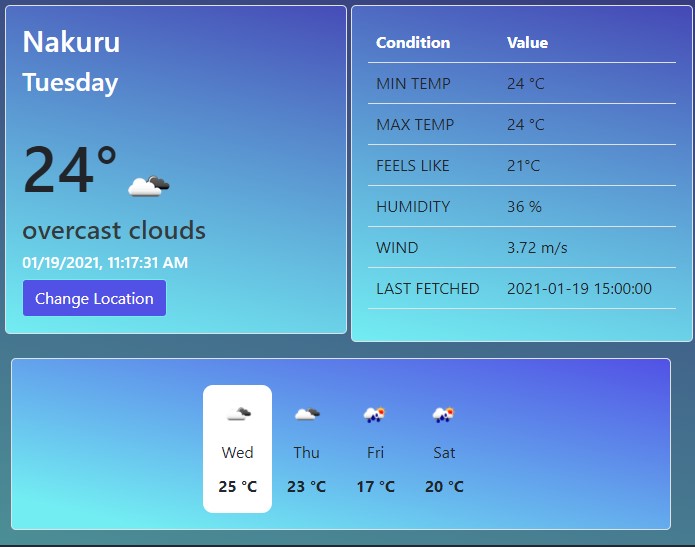 Nakuru
Tuesday
24°
overcast clouds
01/19/2021, 11:17:31 AM
Change Location
Condition Value
MIN TEMP 24 °C
MAX TEMP 24 °C
FEELS LIKE 21°C
HUMIDITY 36 %
WIND 3.72 m/s
LAST FETCHED 2021-01-19 15:00:00
Wed Thu Fri Sat
25 °C 23 °C 17 °C 20 °C